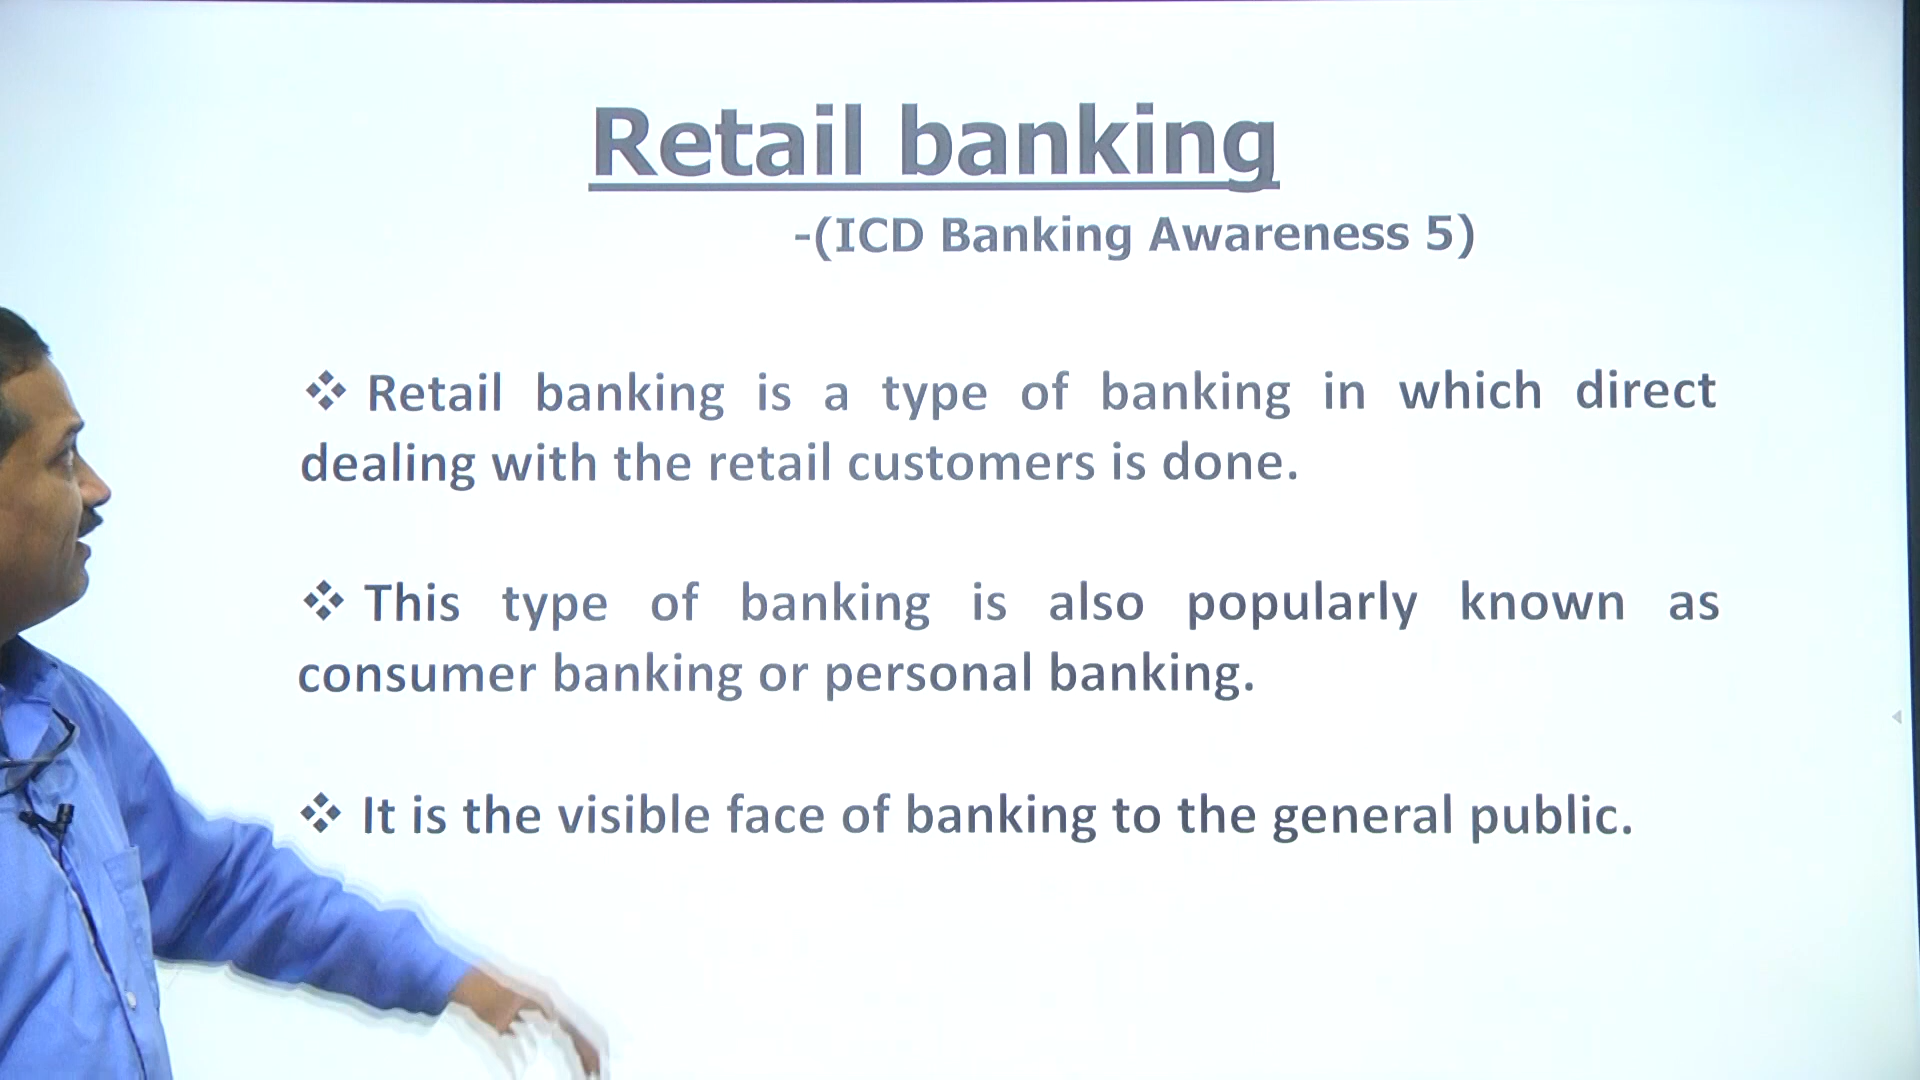 Retail banking
-(ICD Banking Awareness 5)
❖ Retail banking is a type of banking in which direct
dealing with the retail customers is done.
❖ This type of banking is also popularly known as
consumer banking or personal banking.
❖ It is the visible face of banking to the general public.